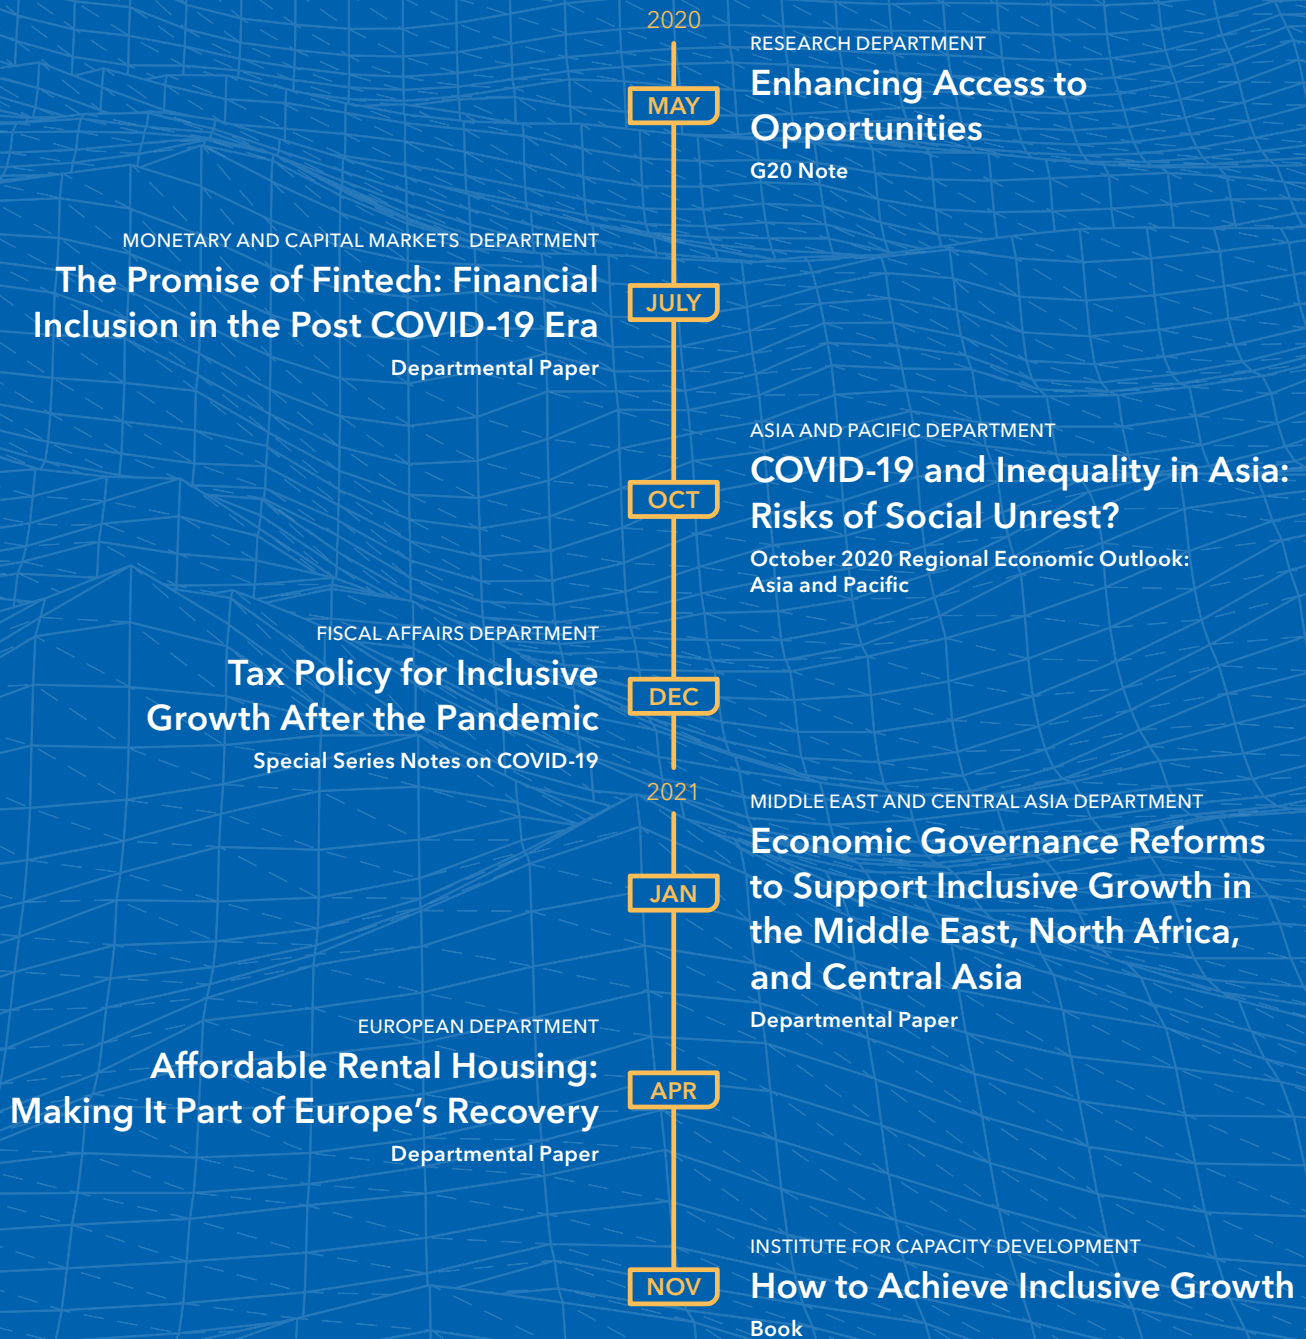 2020
MAY
RESEARCH DEPARTMENT
Enhancing Access to
Opportunities
G20 Note
JULY
MONETARY AND CAPITAL MARKETS DEPARTMENT
The Promise of Fintech: Financial
Inclusion in the Post COVID-19 Era
Departmental Paper
OCT
ASIA AND PACIFIC DEPARTMENT
COVID-19 and Inequality in Asia:
Risks of Social Unrest?
October 2020 Regional Economic Outlook:
Asia and Pacific
DEC
FISCAL AFFAIRS DEPARTMENT
Tax Policy for Inclusive
Growth After the Pandemic
Special Series Notes on COVID-19
2021
JAN
MIDDLE EAST AND CENTRAL ASIA DEPARTMENT
Economic Governance Reforms
to Support Inclusive Growth in
the Middle East, North Africa,
and Central Asia
Departmental Paper
APR
EUROPEAN DEPARTMENT
Affordable Rental Housing:
Making It Part of Europe’s Recovery
Departmental Paper
NOV
INSTITUTE FOR CAPACITY DEVELOPMENT
How to Achieve Inclusive Growth
Book